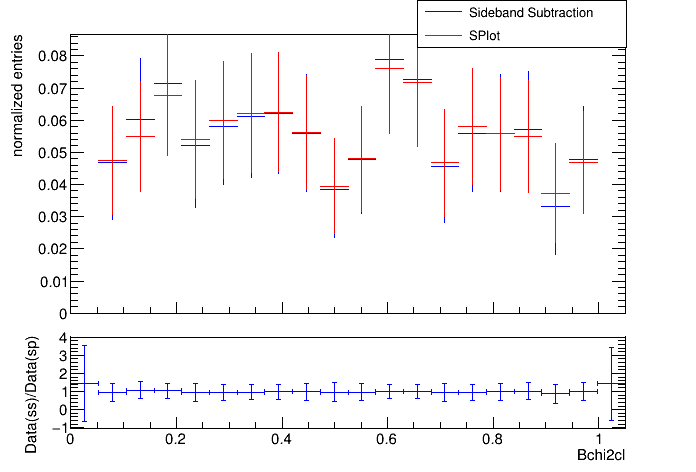 Sideband Subtraction
SPlot
normalized entries
0.08
0.07
0.06
0.05
0.04
0.03
0.02
0.01
0
Data(ss)/Data(sp)
4
3
2
1
0
−1
0 0.2 0.4 0.6 0.8 1
Bchi2cl